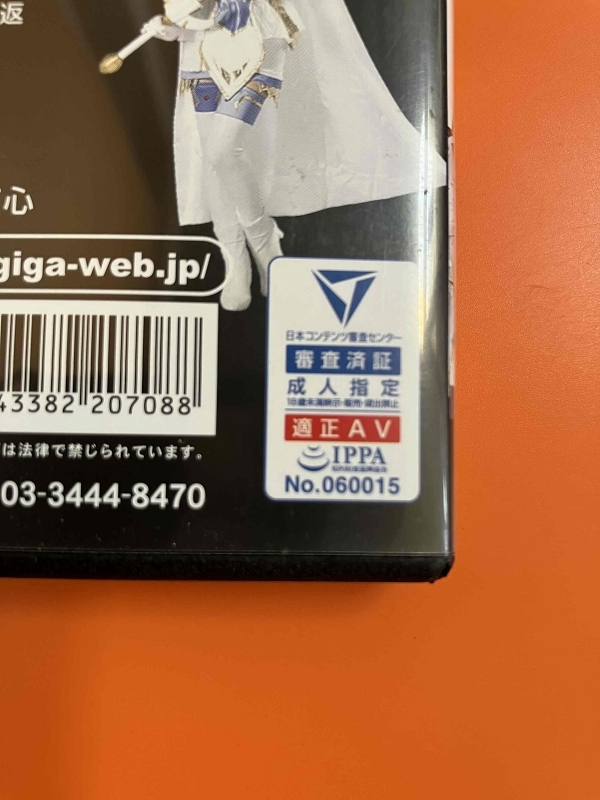 返
心
giga-web.jp/
日本コンテンツ審査センター
審査済証
成人指定
18歳未満展示・販売・貸出禁止
適正AV
IPPA
No.060015
43382 207088
は法律で禁じられています。
03-3444-8470